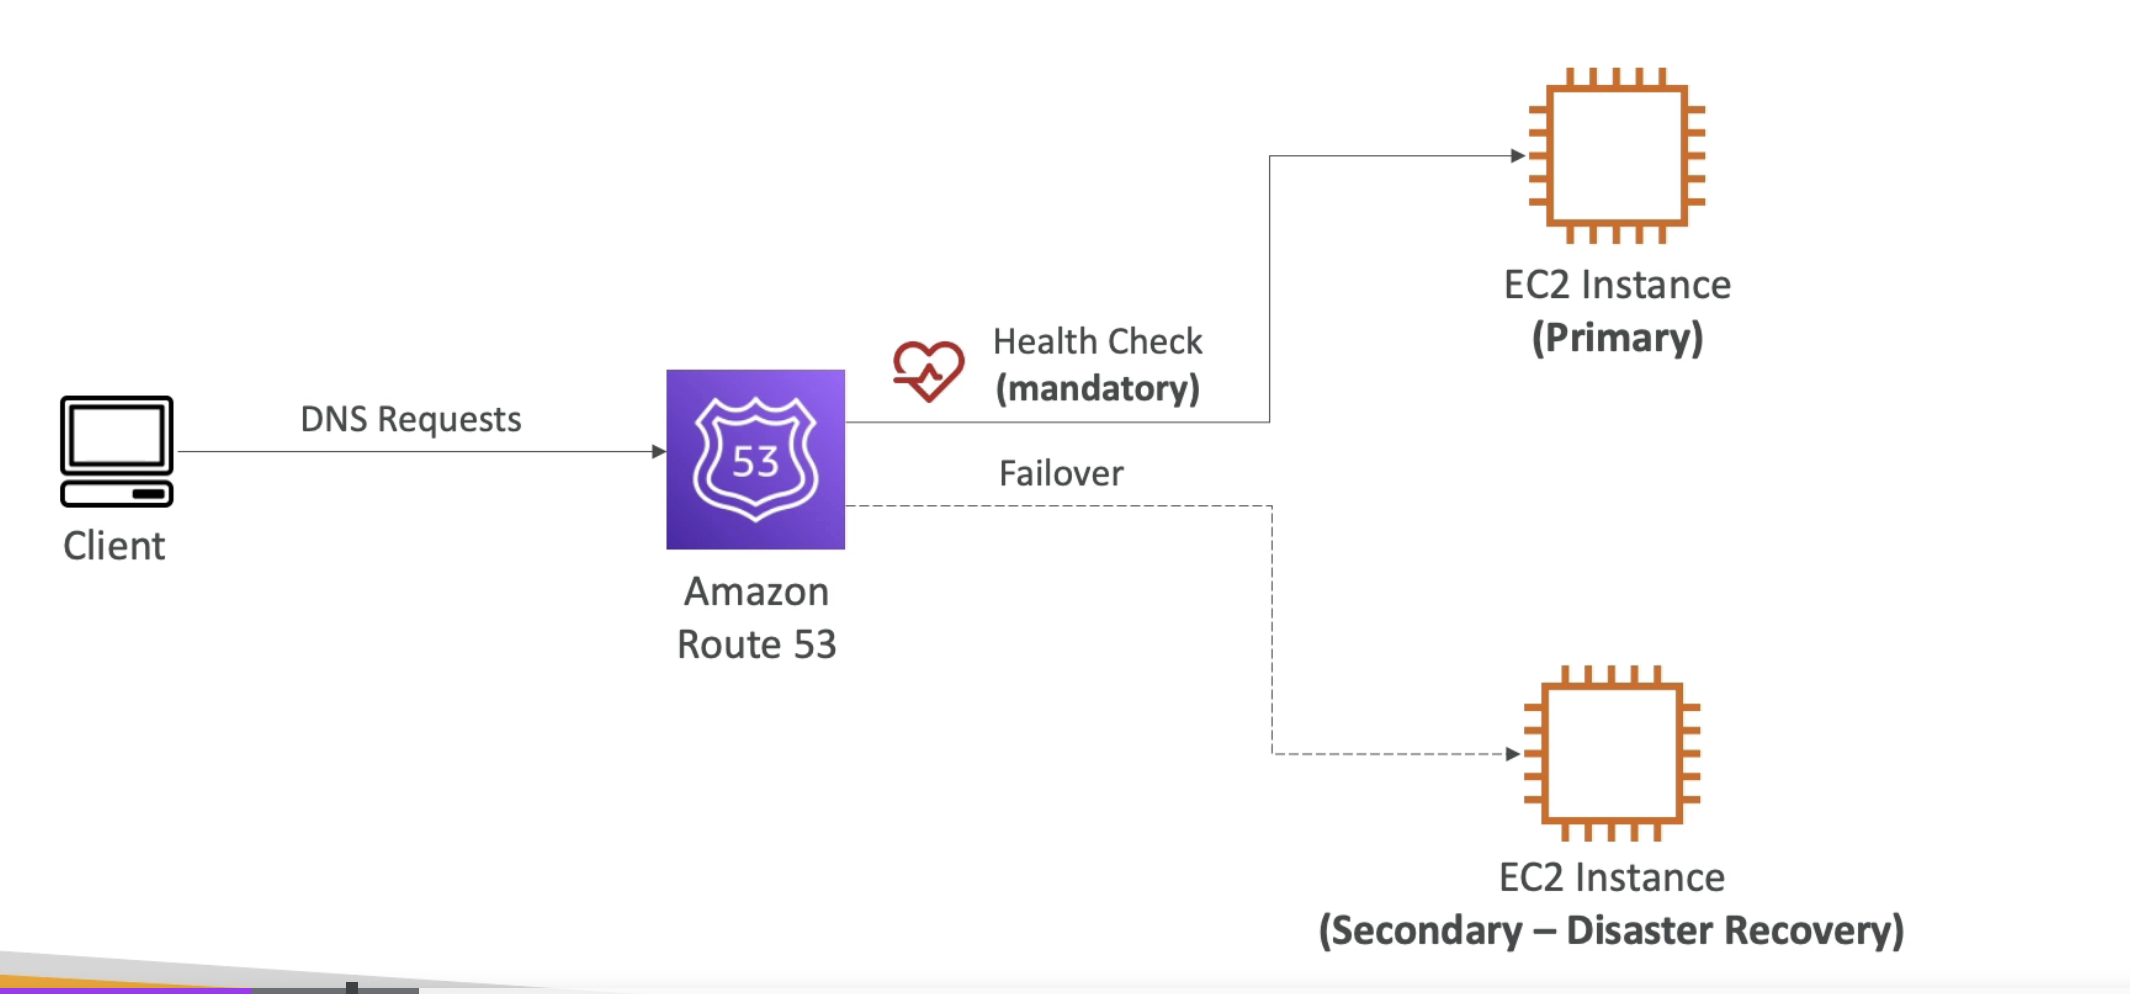 EC2 Instance
(Primary)
Health Check
(mandatory)
DNS Requests
53
Failover
Client
Amazon
Route 53
EC2 Instance
(Secondary – Disaster Recovery)